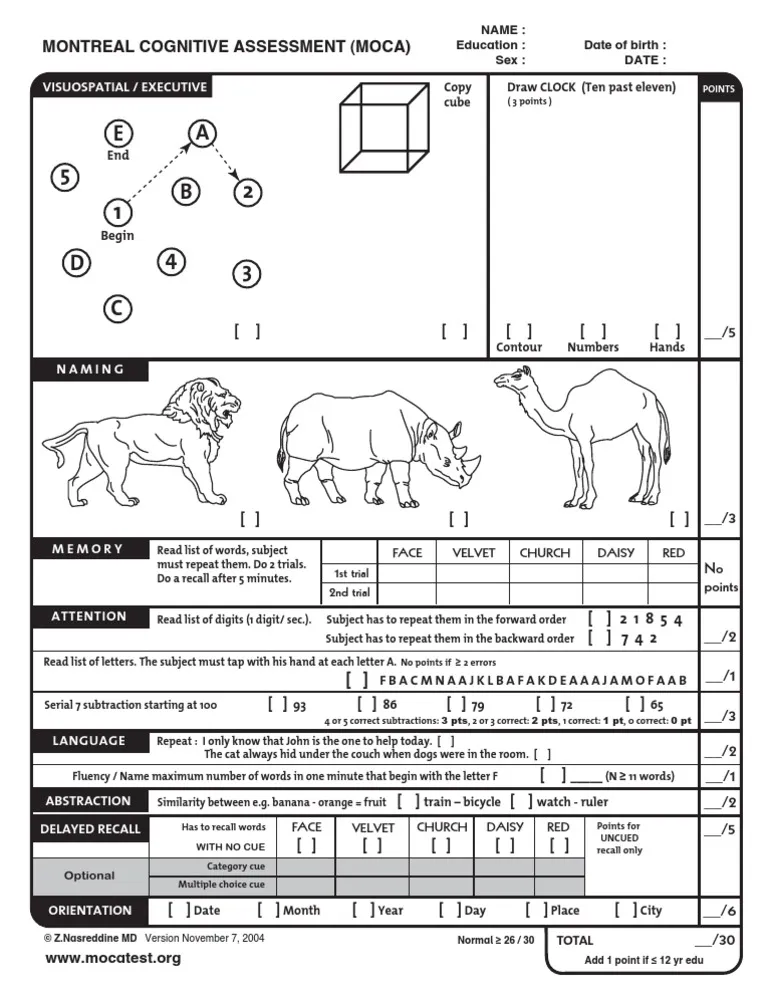 MONTREAL COGNITIVE ASSESSMENT (MOCA)
NAME :
Education :
Sex :
Date of birth :
DATE :
VISUOSPATIAL / EXECUTIVE
Copy
cube
Draw CLOCK (Ten past eleven)
( 3 points )
POINTS
E
End
A
5
B
2
1
Begin
D
4
3
C
[ ]
[ ]
[ ] [ ] [ ]
Contour Numbers Hands
__/5
NAMING
[ ] [ ] [ ] __/3
MEMORY
Read list of words, subject
must repeat them. Do 2 trials.
Do a recall after 5 minutes.
FACE VELVET CHURCH DAISY RED
1st trial
2nd trial
No
points
ATTENTION
Read list of digits (1 digit/ sec.). Subject has to repeat them in the forward order [ ] 2 1 8 5 4
Subject has to repeat them in the backward order [ ] 7 4 2 __/2
Read list of letters. The subject must tap with his hand at each letter A. No points if ≥ 2 errors
[ ] F B A C M N A A J K L B A F A K D E A A A J A M O F A A B __/1
Serial 7 subtraction starting at 100 [ ] 93 [ ] 86 [ ] 79 [ ] 72 [ ] 65
4 or 5 correct subtractions: 3 pts, 2 or 3 correct: 2 pts, 1 correct: 1 pt, 0 correct: 0 pt __/3
LANGUAGE
Repeat : I only know that John is the one to help today. [ ]
The cat always hid under the couch when dogs were in the room. [ ] __/2
Fluency / Name maximum number of words in one minute that begin with the letter F [ ] ____ (N ≥ 11 words) __/1
ABSTRACTION Similarity between e.g. banana - orange = fruit [ ] train – bicycle [ ] watch - ruler __/2
DELAYED RECALL
Has to recall words
WITH NO CUE
FACE VELVET CHURCH DAISY RED
[ ] [ ] [ ] [ ] [ ]
Points for
UNCUED
recall only
__/5
Optional
Category cue
Multiple choice cue
ORIENTATION [ ] Date [ ] Month [ ] Year [ ] Day [ ] Place [ ] City __/6
© Z.Nasreddine MD Version November 7, 2004
www.mocatest.org
Normal ≥ 26 / 30
TOTAL __/30
Add 1 point if ≤ 12 yr edu